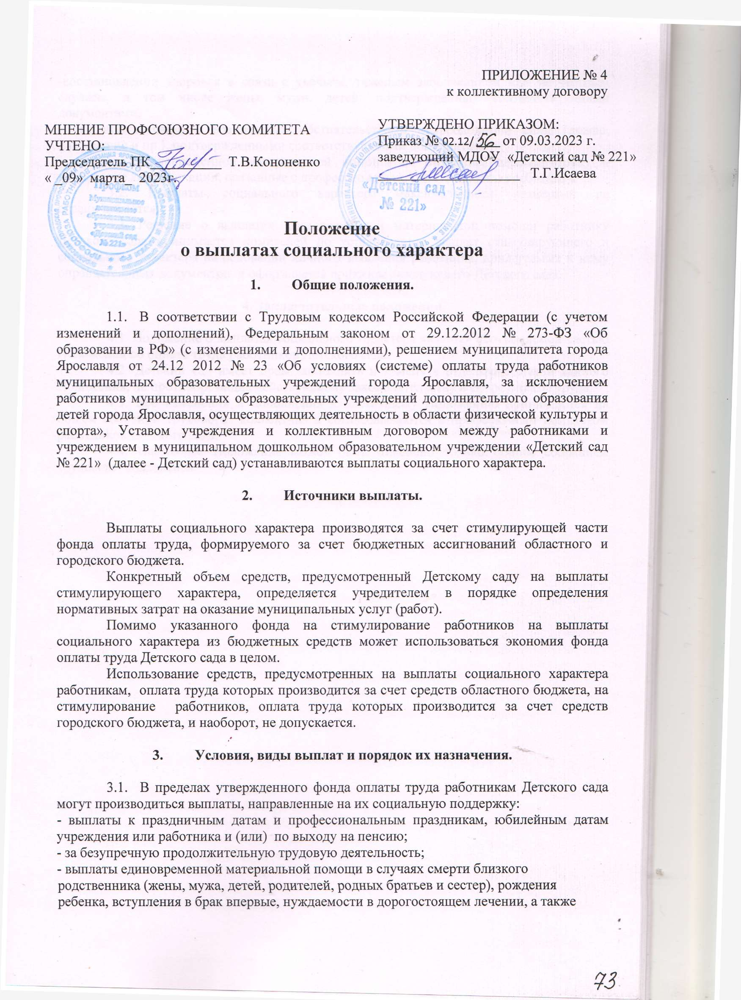 ПРИЛОЖЕНИЕ № 4
к коллективному договору
МНЕНИЕ ПРОФСОЮЗНОГО КОМИТЕТА
УЧТЕНО:
Председатель ПК___________ Т.В.Кононенко
« _09» марта_ 2023г.
УТВЕРЖДЕНО ПРИКАЗОМ:
Приказ № 02.12/ 56 от 09.03.2023 г.
заведующий МДОУ «Детский сад № 221»
______________________ Т.Г.Исаева
Профком
Муниципальное
дошкольное
образовательное
учреждение
«Детский сад
№ 221»
«Детский сад
№ 221»
Положение
о выплатах социального характера
1. Общие положения.
1.1. В соответствии с Трудовым кодексом Российской Федерации (с учетом
изменений и дополнений), Федеральным законом от 29.12.2012 № 273-ФЗ «Об
образовании в РФ» (с изменениями и дополнениями), решением муниципалитета города
Ярославля от 24.12 2012 № 23 «Об условиях (системе) оплаты труда работников
муниципальных образовательных учреждений города Ярославля, за исключением
работников муниципальных образовательных учреждений дополнительного образования
детей города Ярославля, осуществляющих деятельность в области физической культуры и
спорта», Уставом учреждения и коллективным договором между работниками и
учреждением в муниципальном дошкольном образовательном учреждении «Детский сад
№ 221» (далее - Детский сад) устанавливаются выплаты социального характера.
2. Источники выплаты.
Выплаты социального характера производятся за счет стимулирующей части
фонда оплаты труда, формируемого за счет бюджетных ассигнований областного и
городского бюджета.
Конкретный объем средств, предусмотренный Детскому саду на выплаты
стимулирующего характера, определяется учредителем в порядке определения
нормативных затрат на оказание муниципальных услуг (работ).
Помимо указанного фонда на стимулирование работников на выплаты
социального характера из бюджетных средств может использоваться экономия фонда
оплаты труда Детского сада в целом.
Использование средств, предусмотренных на выплаты социального характера
работникам, оплата труда которых производится за счет средств областного бюджета, на
стимулирование работников, оплата труда которых производится за счет средств
городского бюджета, и наоборот, не допускается.
3. Условия, виды выплат и порядок их назначения.
3.1. В пределах утвержденного фонда оплаты труда работникам Детского сада
могут производиться выплаты, направленные на их социальную поддержку:
- выплаты к праздничным датам и профессиональным праздникам, юбилейным датам
учреждения или работника и (или) по выходу на пенсию;
- за безупречную продолжительную трудовую деятельность;
- выплаты единовременной материальной помощи в случаях смерти близкого
родственника (жены, мужа, детей, родителей, родных братьев и сестер), рождения
ребенка, вступления в брак впервые, нуждаемости в дорогостоящем лечении, а также
73